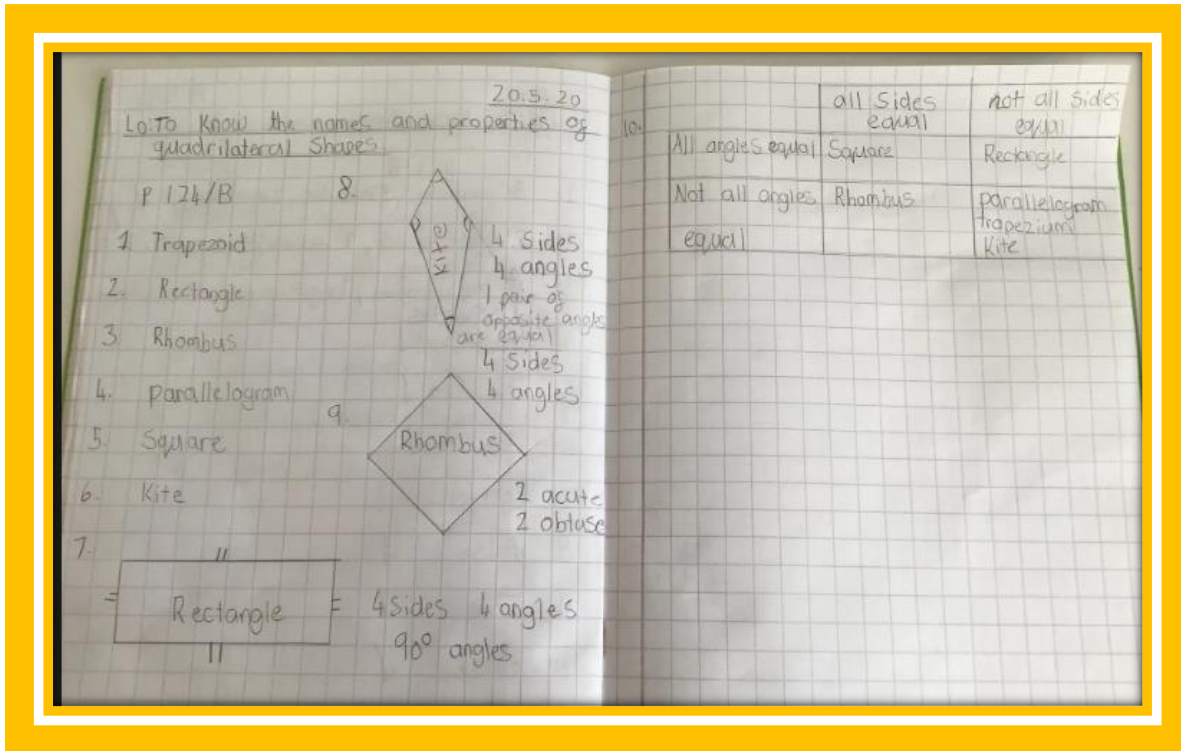 20.5.20
LO:To Know the names and properties of
quadrilateral Shapes.
P 174/B
1. Trapezoid
2. Rectangle
3. Rhombus
4. parallelogram
5. Square
6. Kite
7.
Rectangle
4 Sides 4 angles
90° angles
8.
Kite
4 Sides
4 angles
1 pair of
opposite angles
are equal
9.
4 Sides
4 angles
Rhombus
2 acute
2 obtuse
10.
all Sides not all sides
equal equal
All angles equal Square Rectangle
Not all angles Rhombus parallelogram
trapezium
equal Kite